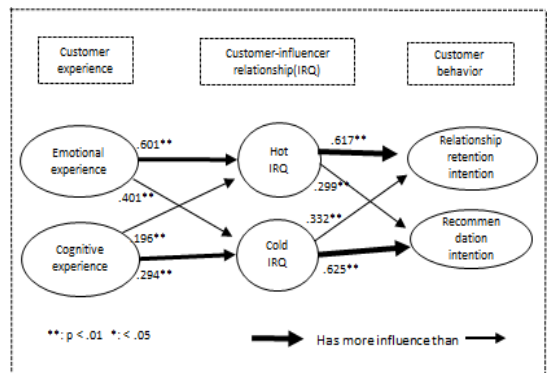 Customer
experience
Customer-influencer
relationship(IRQ)
Customer
behavior
Emotional
experience
.601**
.401**
Hot
IRQ
.617**
.299**
Relationship
retention
intention
Cognitive
experience
.196**
.294**
Cold
IRQ
.332**
.625**
Recommen
dation
intention
**: p < .01 *: < .05
Has more influence than